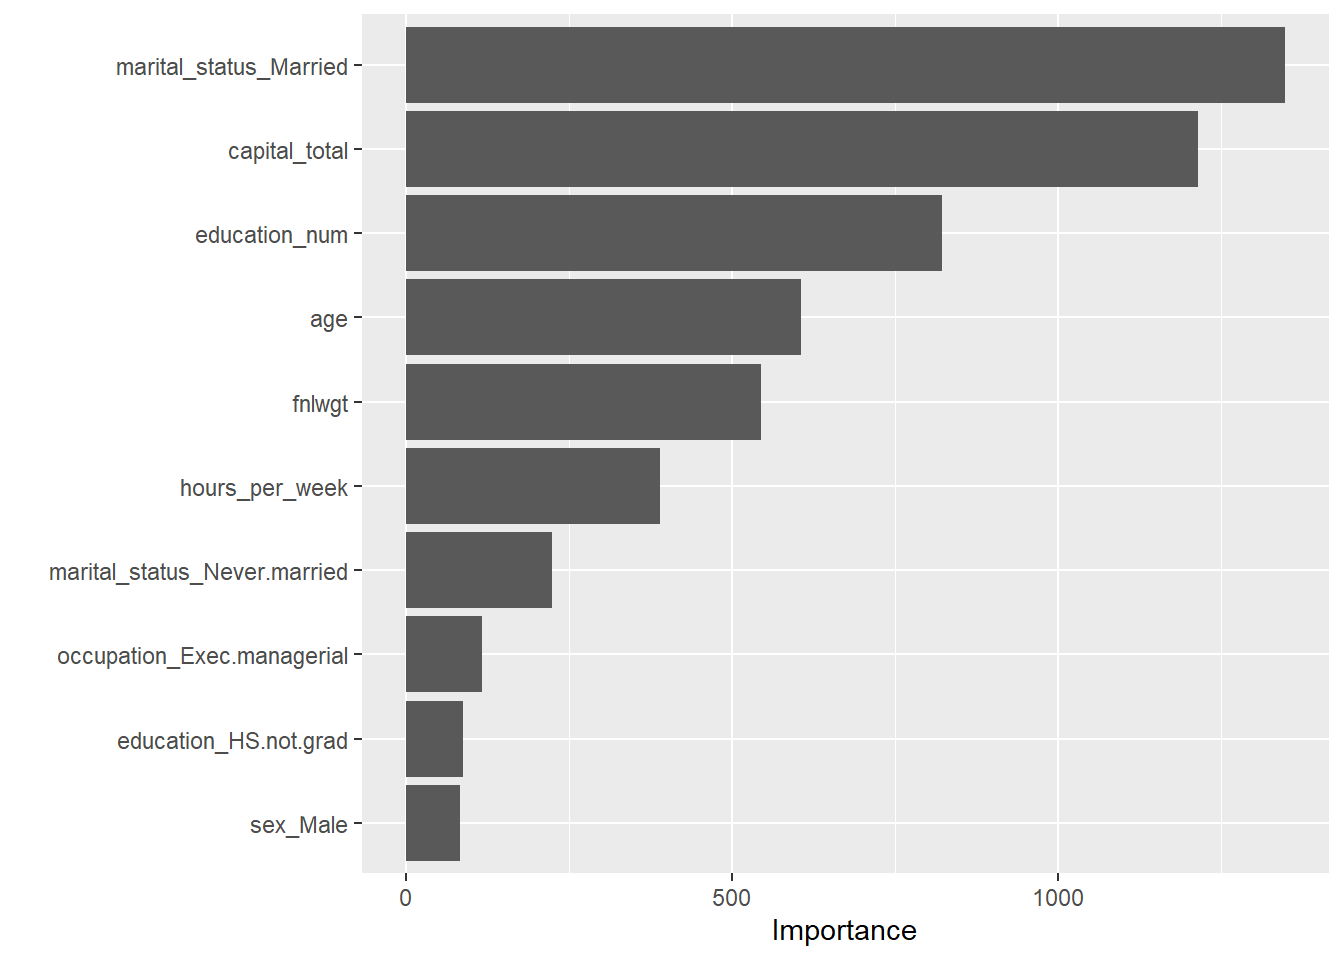 marital_status_Married
capital_total
education_num
age
fnlwgt
hours_per_week
marital_status_Never.married
occupation_Exec.managerial
education_HS.not.grad
sex_Male
0 500 1000
Importance